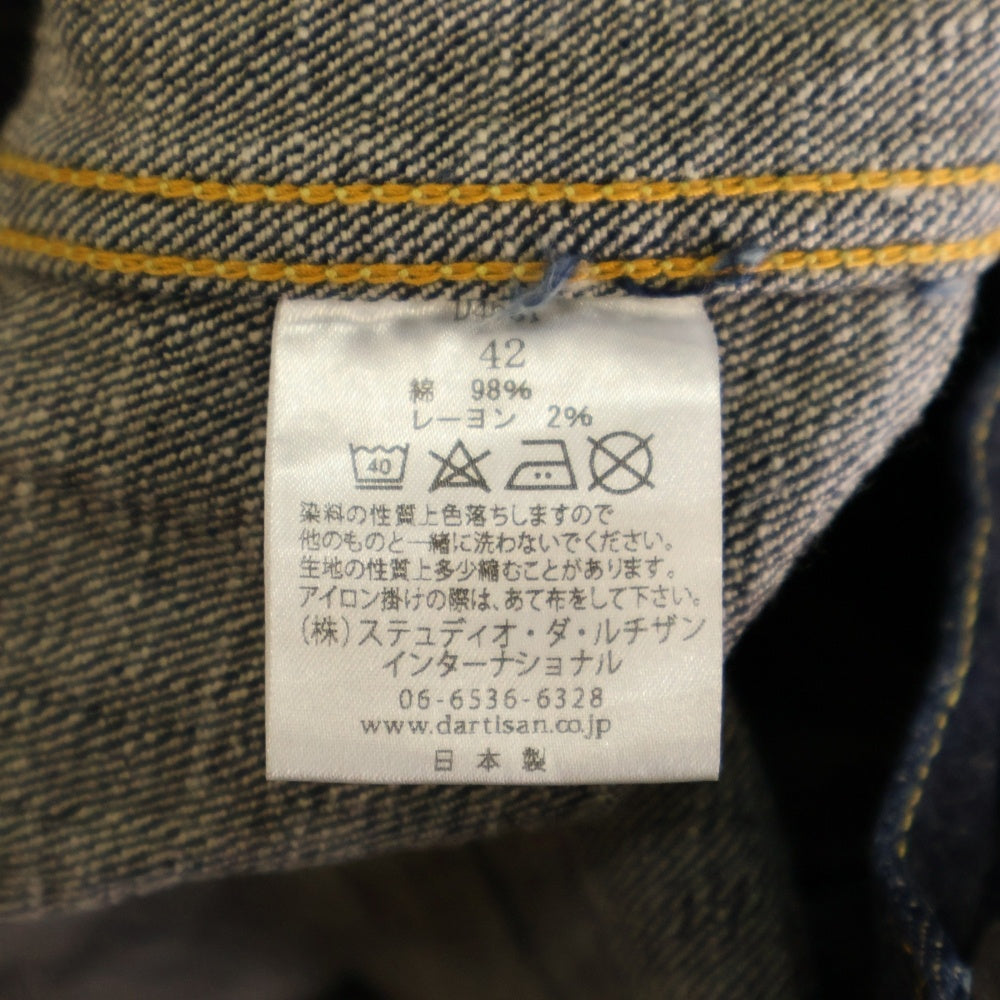 42
綿 98%
レーヨン 2%
40
染料の性質上色落ちしますので
他のものと一緒に洗わないでください。
生地の性質上多少縮むことがあります。
アイロン掛けの際は、あて布をして下さい。
(株)ステュディオ・ダ・ルチザン
インターナショナル
06-6536-6328
www.dartisan.co.jp
日本製